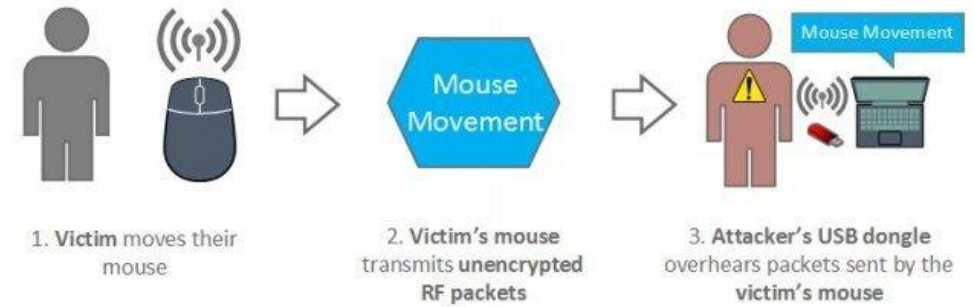 Mouse
Movement
Mouse Movement
1. Victim moves their
mouse
2. Victim's mouse
transmits unencrypted
RF packets
3. Attacker's USB dongle
overhears packets sent by the
victim's mouse